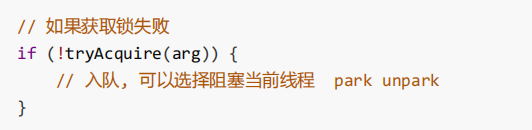 // 如果获取锁失败
if (!tryAcquire(arg)) {
    // 入队, 可以选择阻塞当前线程  park unpark
}